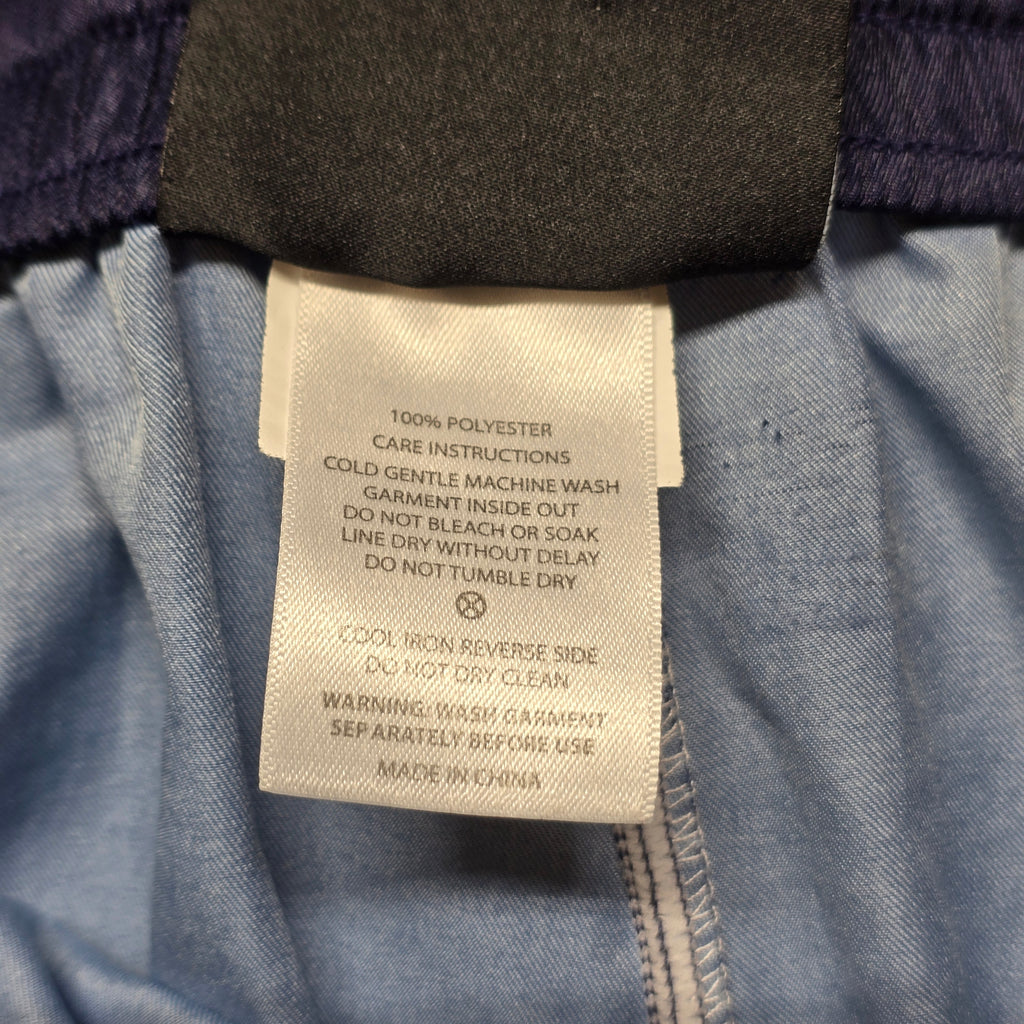 100% POLYESTER
CARE INSTRUCTIONS
COLD GENTLE MACHINE WASH
GARMENT INSIDE OUT
DO NOT BLEACH OR SOAK
LINE DRY WITHOUT DELAY
DO NOT TUMBLE DRY
COOL IRON REVERSE SIDE
DO NOT DRY CLEAN
WARNING: WASH GARMENT
SEPARATELY BEFORE USE
MADE IN CHINA